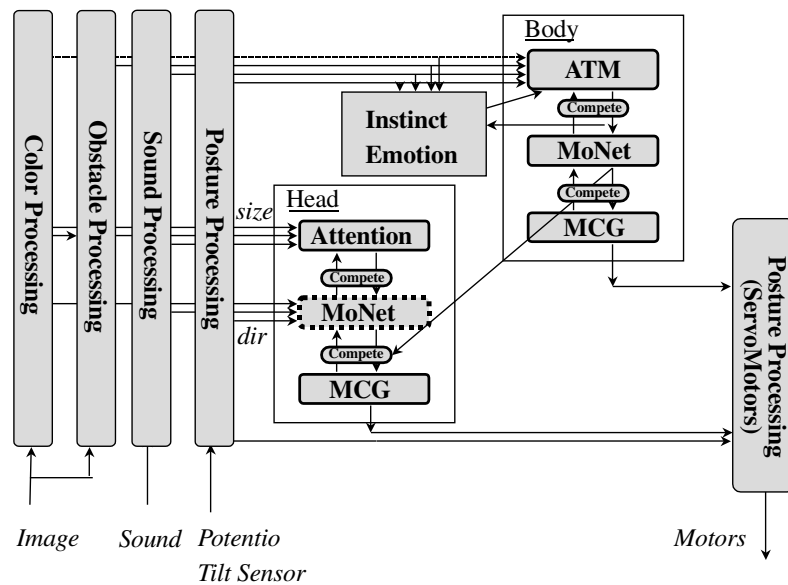 Body
ATM
Compete
Instinct
Emotion
MoNet
Compete
MCG
Color Processing
Obstacle Processing
Sound Processing
Posture Processing
size
Head
Attention
Compete
MoNet
dir
Compete
MCG
Posture Processing
(ServoMotors)
Image
Sound
Potentio
Tilt Sensor
Motors